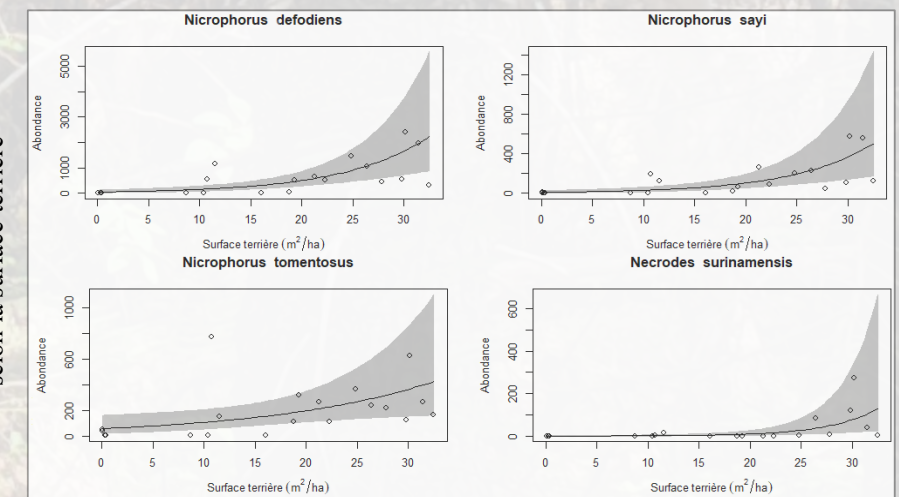 selon la surface terrière
Nicrophorus defodiens
Abondance
0 1000 3000 5000
0 5 10 15 20 25 30
Surface terrière (m²/ha)
Nicrophorus sayi
Abondance
0 400 800 1200
0 5 10 15 20 25 30
Surface terrière (m²/ha)
Nicrophorus tomentosus
Abondance
0 200 600 1000
0 5 10 15 20 25 30
Surface terrière (m²/ha)
Necrodes surinamensis
Abondance
0 200 400 600
0 5 10 15 20 25 30
Surface terrière (m²/ha)